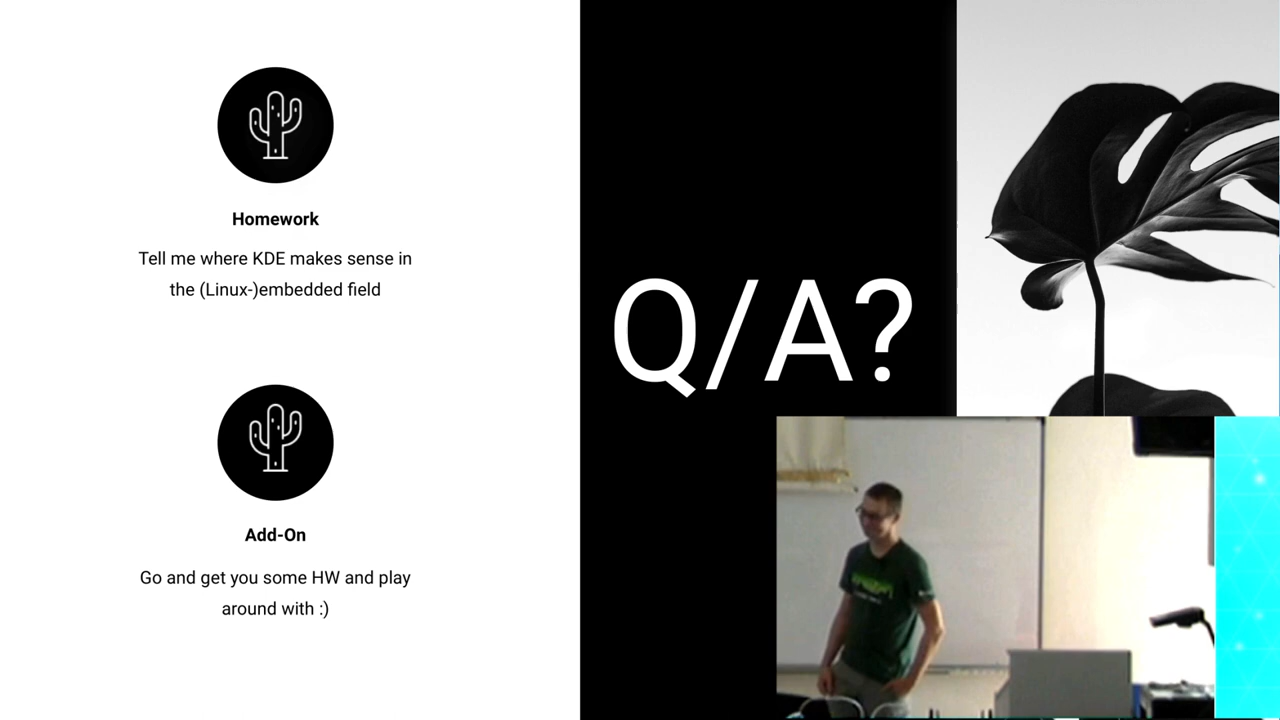 Homework
Tell me where KDE makes sense in
the (Linux-)embedded field
Add-On
Go and get you some HW and play
around with :)
Q/A?